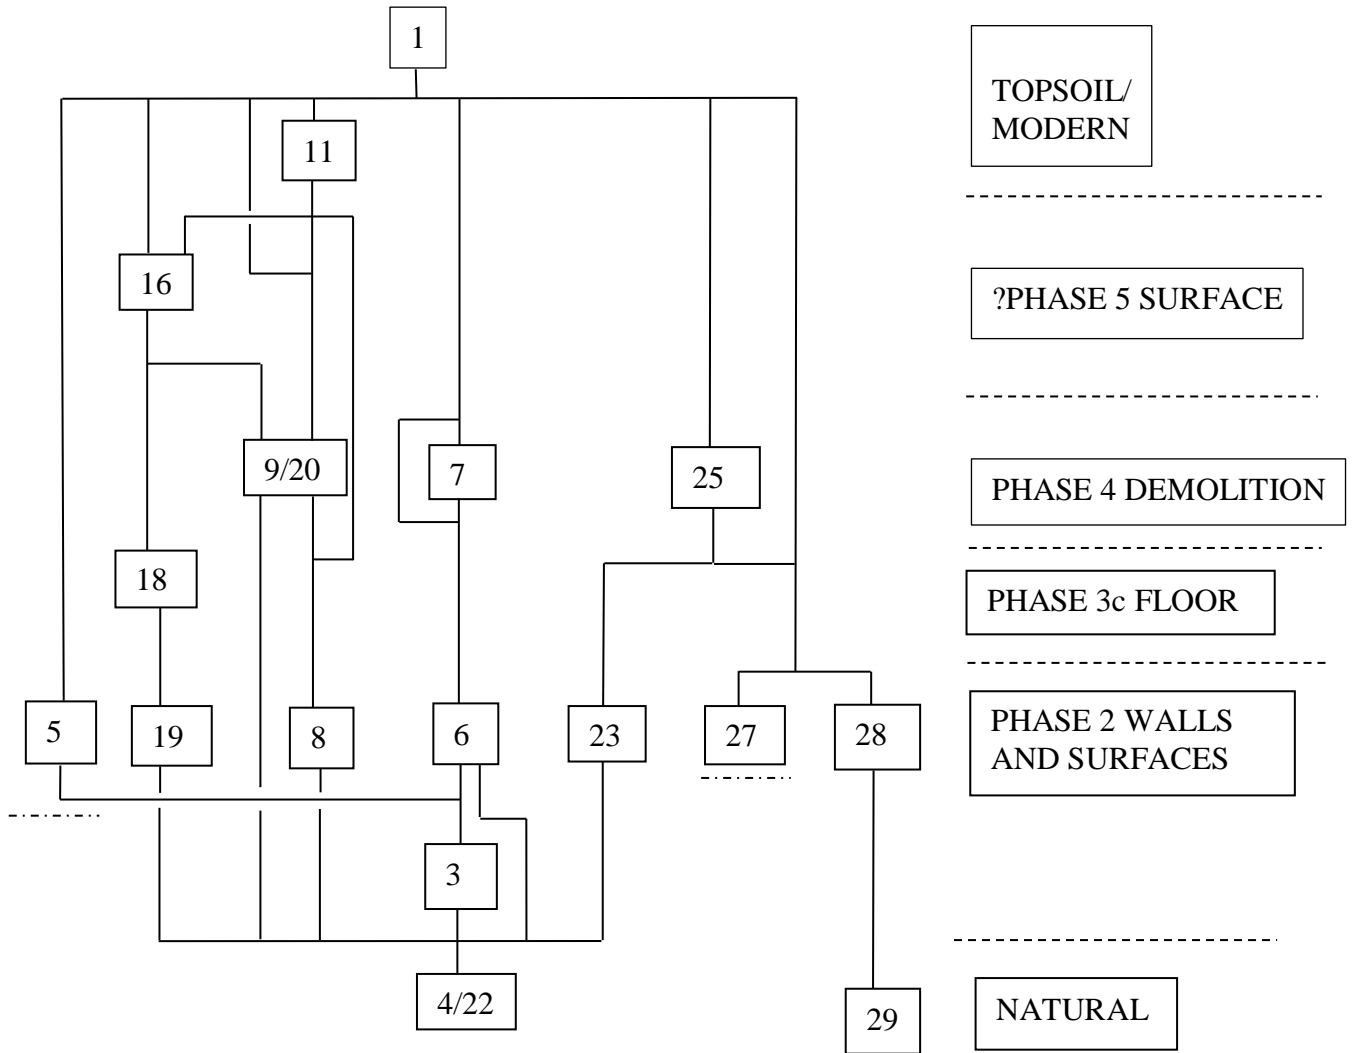 1
TOPSOIL/
MODERN
11
16
?PHASE 5 SURFACE
9/20
7
25
PHASE 4 DEMOLITION
18
PHASE 3c FLOOR
5
19
8
6
23
27
28
PHASE 2 WALLS
AND SURFACES
3
4/22
29
NATURAL